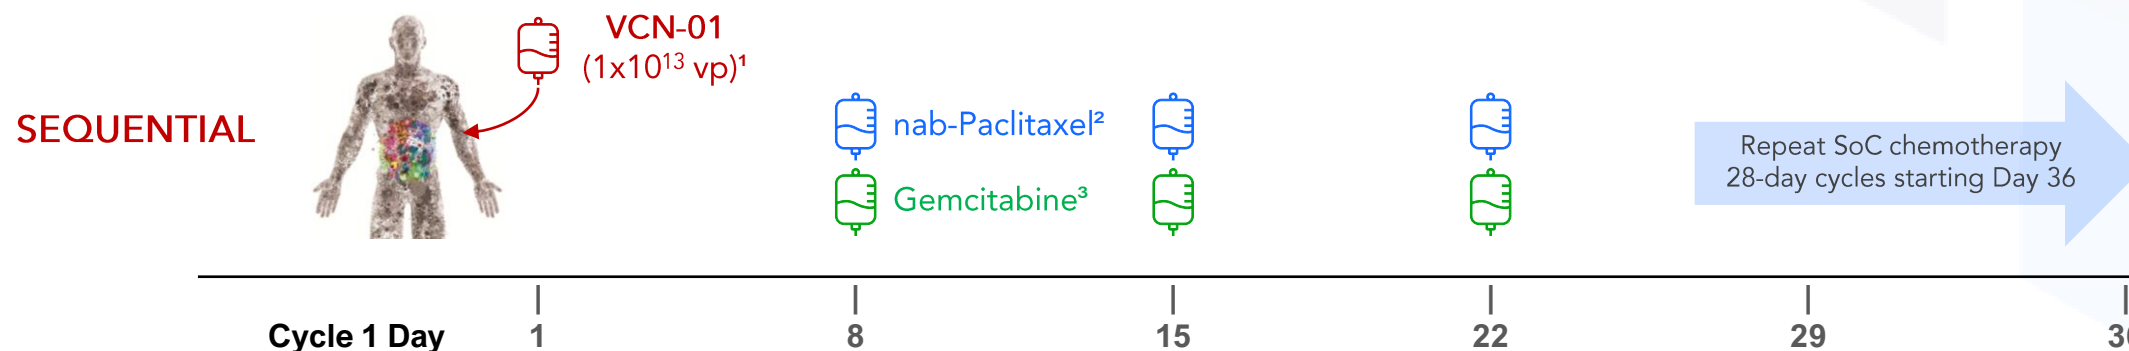 VCN-01
(1x10¹³ vp)¹
SEQUENTIAL
nab-Paclitaxel²
Gemcitabine³
Repeat SoC chemotherapy
28-day cycles starting Day 36
Cycle 1 Day 1 8 15 22 29